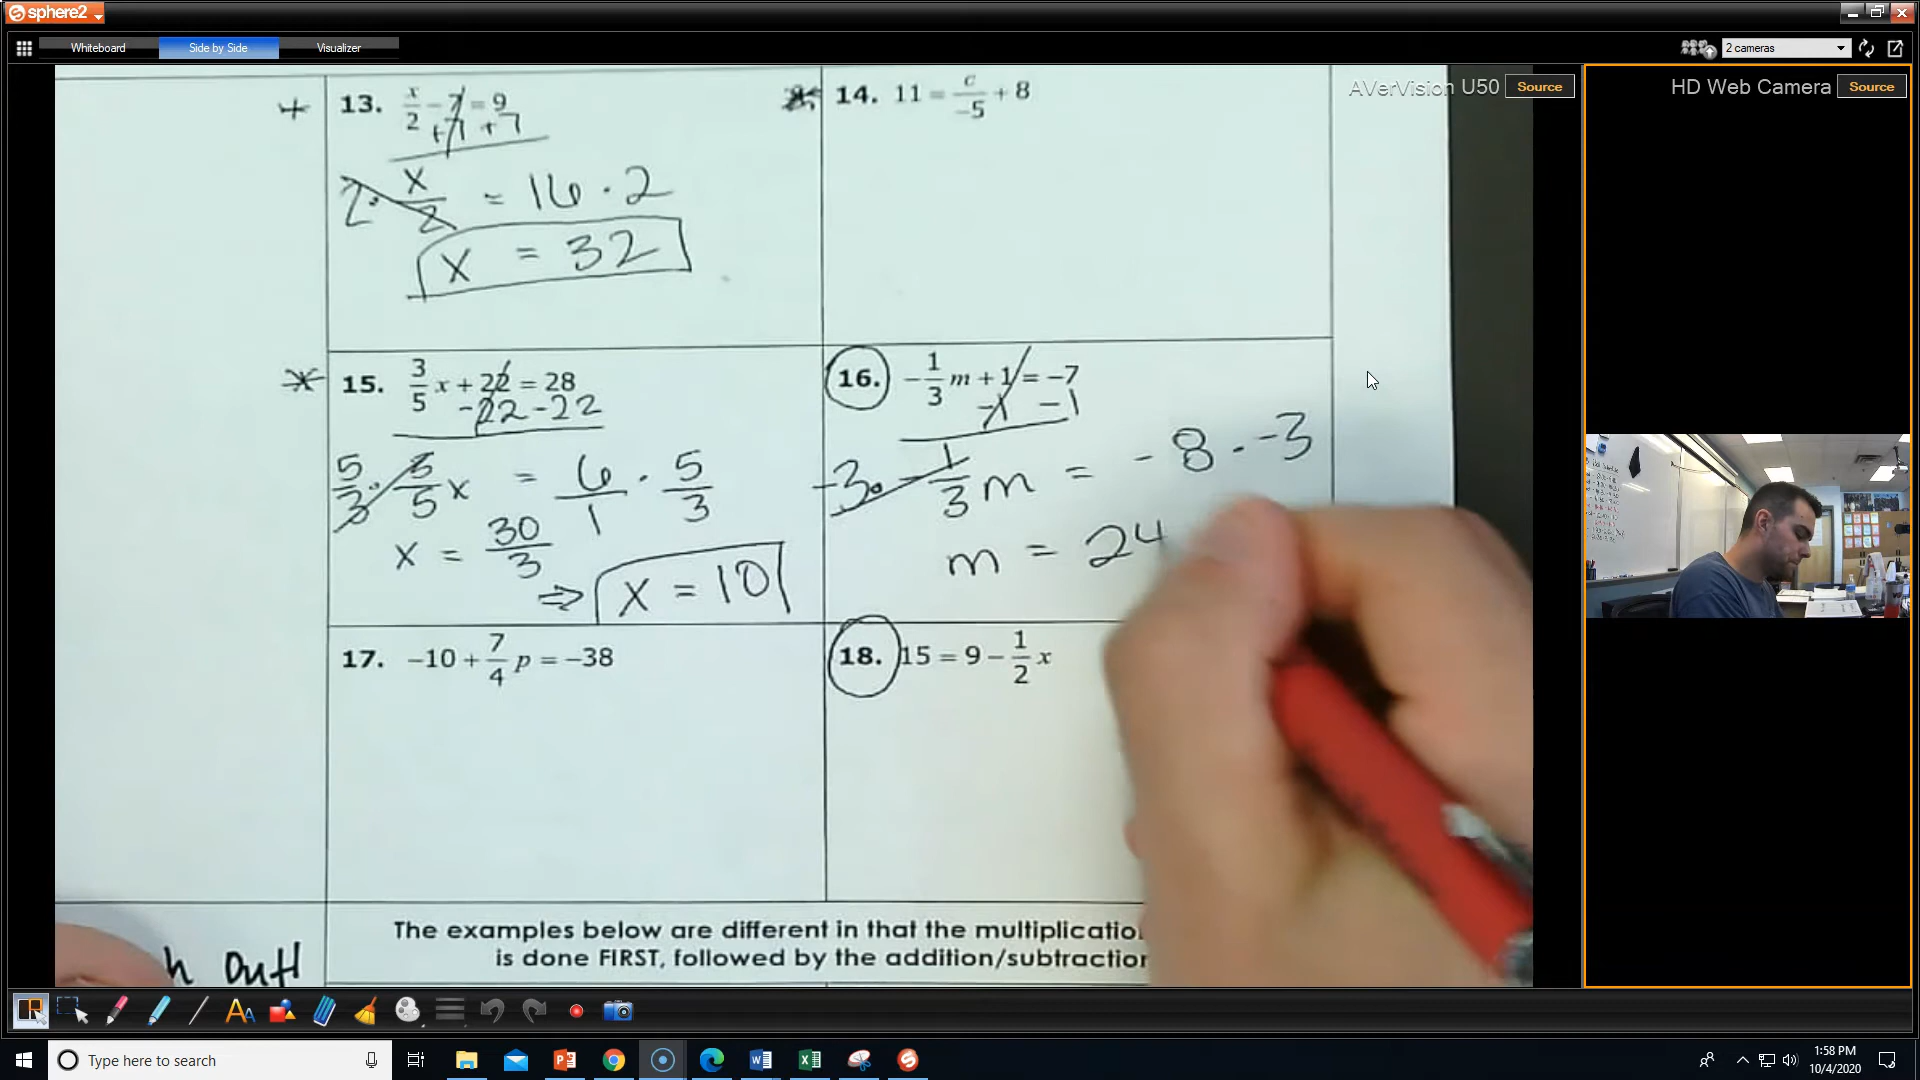 sphere2
Whiteboard
Side by Side
Visualizer
2 cameras
AVerVision U50 Source
HD Web Camera Source
13. x/2 - 7 = 9
+7 +7
2 · x/2 = 16 · 2
x = 32
14. 11 = c/-5 + 8
15. 3/5 x + 22 = 28
-22 -22
5/3 · 3/5 x = 6/1 · 5/3
x = 30/3
⇒ x = 10
16. -1/3 m + 1 = -7
-1 -1
-3 · -1/3 m = -8 · -3
m = 24
17. -10 + 7/4 p = -38
18. 15 = 9 - 1/2 x
The examples below are different in that the multiplicatio
is done FIRST, followed by the addition/subtraction
h out!
Type here to search
1:58 PM
10/4/2020